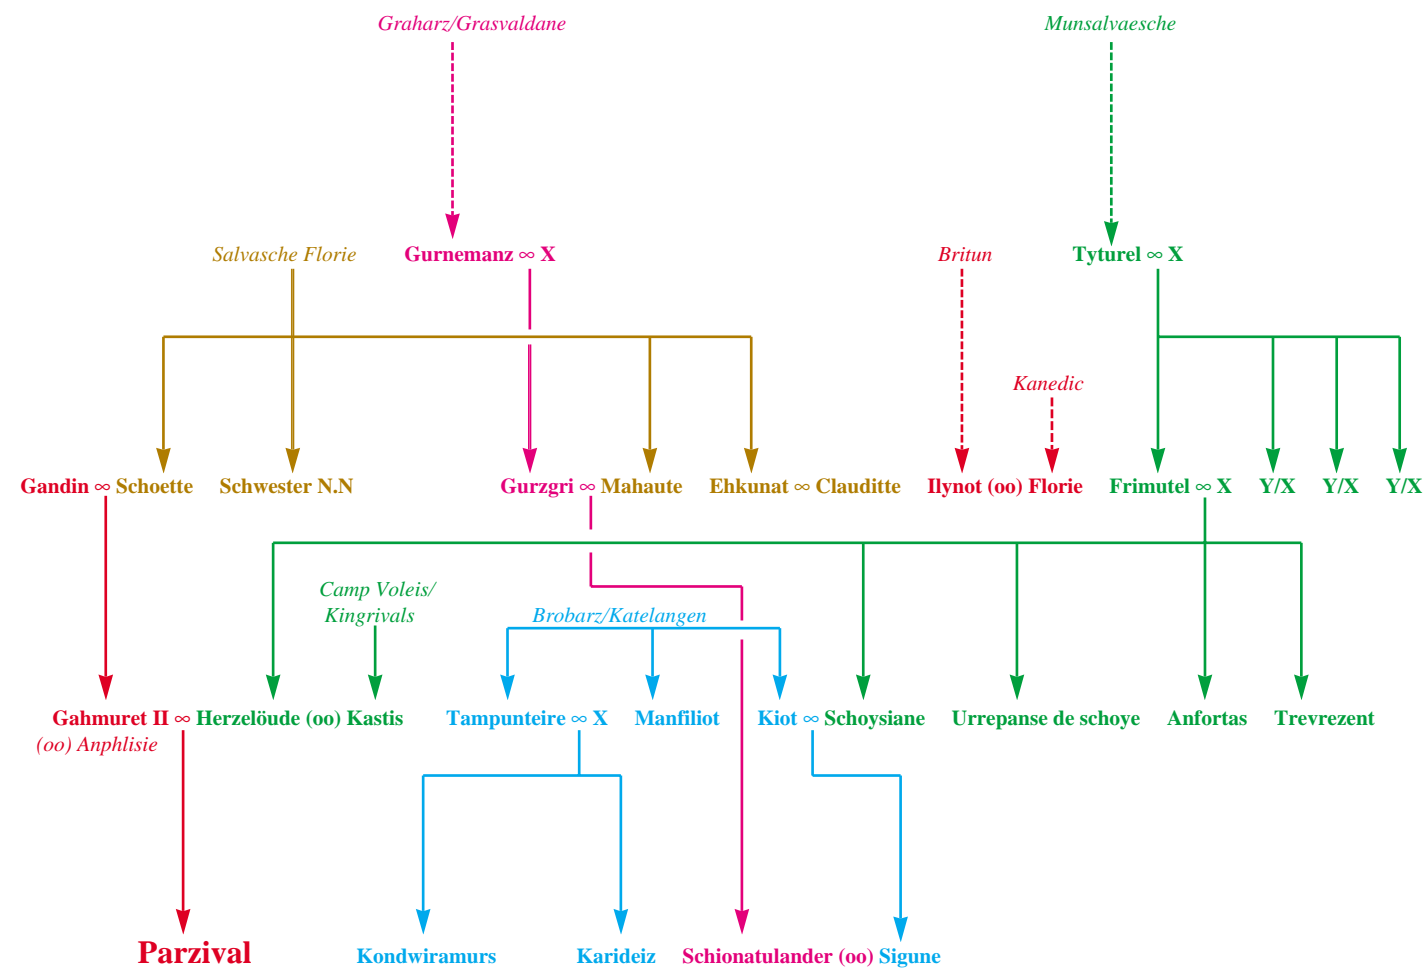 Graharz/Grasvaldane
Munsalvaesche
Salvasche Florie
Gurnemanz ∞ X
Britun
Tyturel ∞ X
Kanedic
Gandin ∞ Schoette
Schwester N.N
Gurzgri ∞ Mahaute
Ehkunat ∞ Clauditte
Ilynot (oo) Florie
Frimutel ∞ X
Y/X
Y/X
Y/X
Camp Voleis/
Kingrivals
Brobarz/Katelangen
Gahmuret II ∞ Herzelöude (oo) Kastis
(oo) Anphlisie
Tampunteire ∞ X
Manfiliot
Kiot ∞ Schoysiane
Urrepanse de schoye
Anfortas
Trevrezent
Parzival
Kondwiramurs
Karideiz
Schionatulander (oo) Sigune